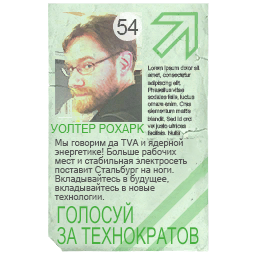 54
Lorem ipsum dolor sit
amet, consectetur
adipiscing elit.
Phasellus vitae
sodales felis, luctus
ornare enim. Cras
elementum mattis
blandit. Sed id orci
ve justo ultrices
facilisis. Nulla
УОЛТЕР РОХАРК
Мы говорим да TVA и ядерной
энергетике! Больше рабочих
мест и стабильная электросеть
поставит Стальбург на ноги.
Вкладывайтесь в будущее,
вкладывайтесь в новые
технологии.
ГОЛОСУЙ
ЗА ТЕХНОКРАТОВ